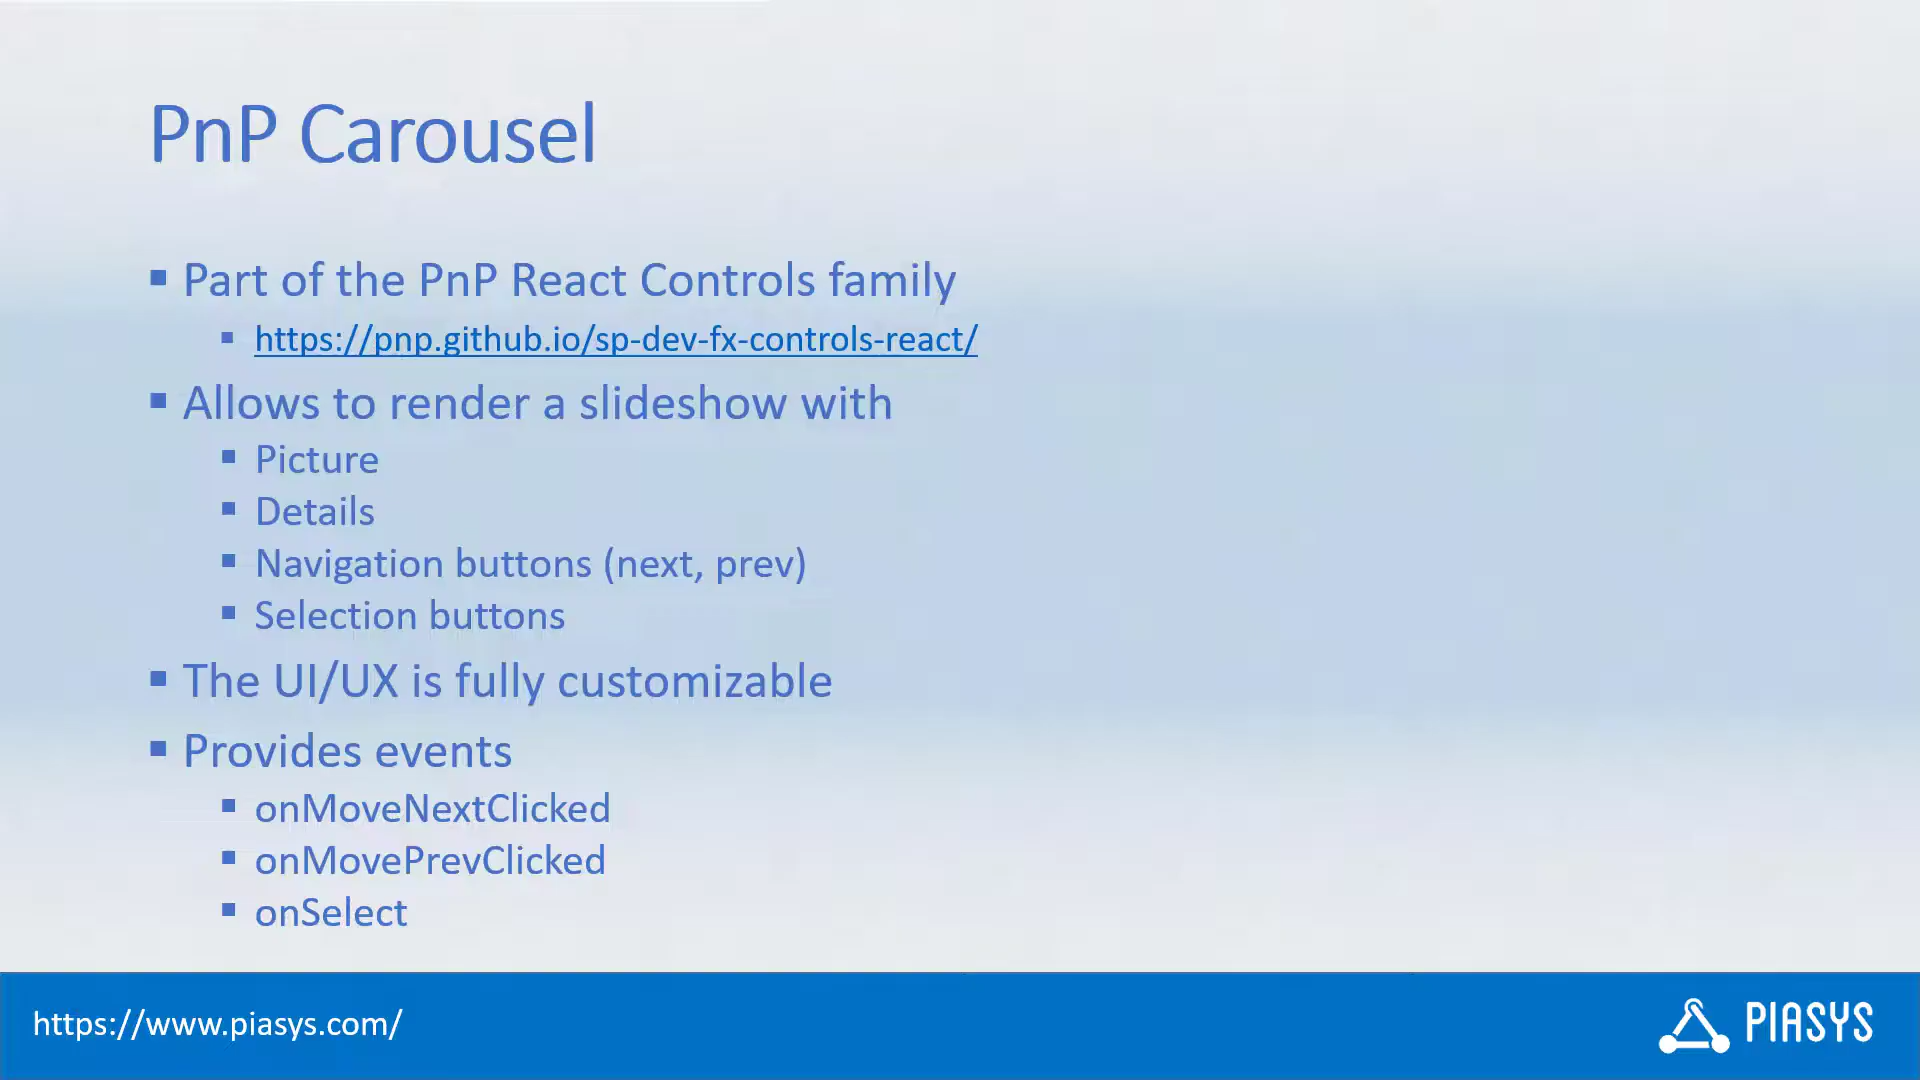 PnP Carousel
▪ Part of the PnP React Controls family
▪ https://pnp.github.io/sp-dev-fx-controls-react/
▪ Allows to render a slideshow with
▪ Picture
▪ Details
▪ Navigation buttons (next, prev)
▪ Selection buttons
▪ The UI/UX is fully customizable
▪ Provides events
▪ onMoveNextClicked
▪ onMovePrevClicked
▪ onSelect
https://www.piasys.com/
PIASYS